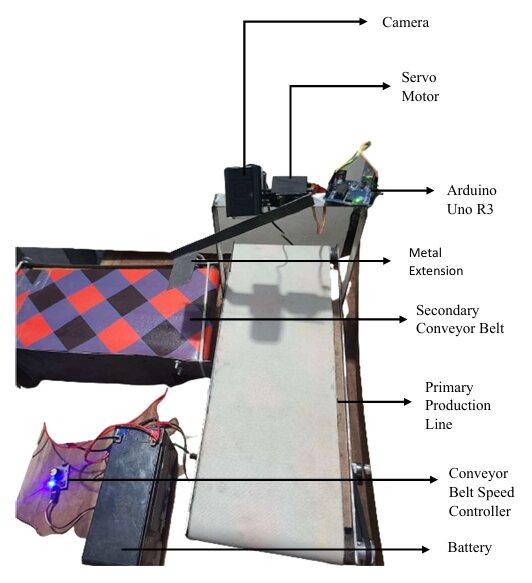 Camera
Servo
Motor
Arduino
Uno R3
Metal
Extension
Secondary
Conveyor Belt
Primary
Production
Line
Conveyor
Belt Speed
Controller
Battery